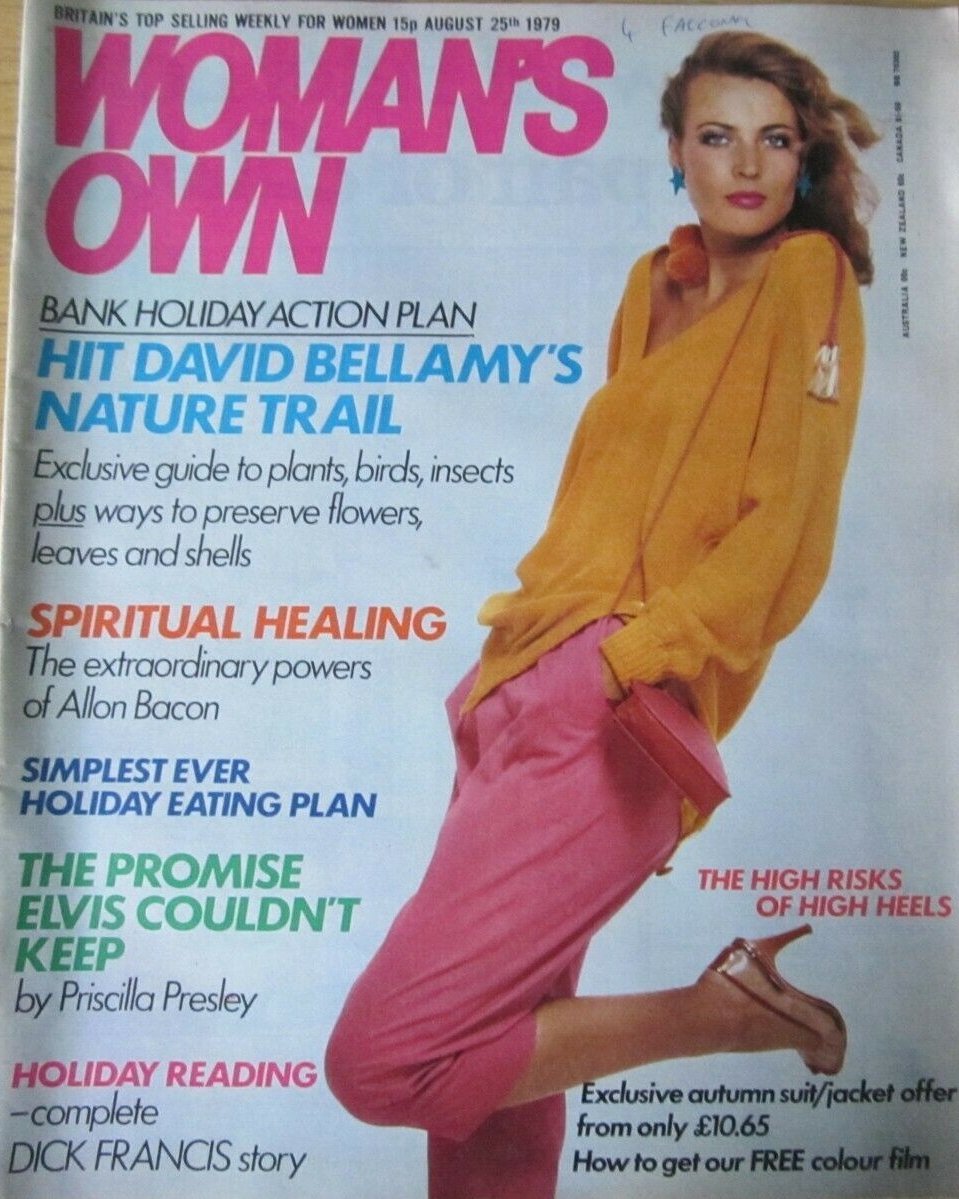 BRITAIN'S TOP SELLING WEEKLY FOR WOMEN 15p AUGUST 25th 1979
WOMAN'S
OWN
BANK HOLIDAY ACTION PLAN
HIT DAVID BELLAMY'S
NATURE TRAIL
Exclusive guide to plants, birds, insects
plus ways to preserve flowers,
leaves and shells
SPIRITUAL HEALING
The extraordinary powers
of Allon Bacon
SIMPLEST EVER
HOLIDAY EATING PLAN
THE PROMISE
ELVIS COULDN'T
KEEP
by Priscilla Presley
HOLIDAY READING
–complete
DICK FRANCIS story
THE HIGH RISKS
OF HIGH HEELS
Exclusive autumn suit/jacket offer
from only £10.65
How to get our FREE colour film
AUSTRALIA NEW ZEALAND CANADA